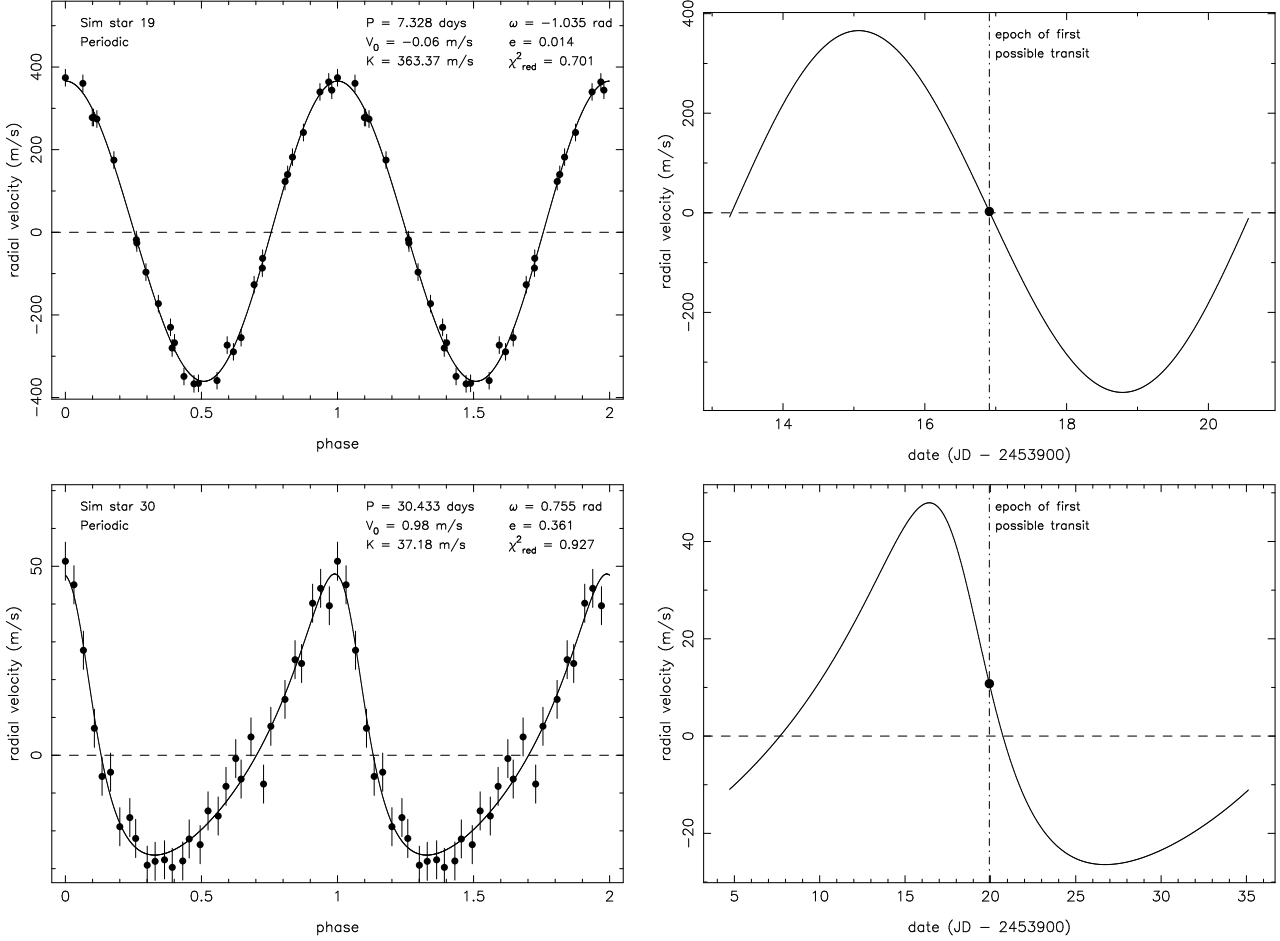 Sim star 19
Periodic
P = 7.328 days
V₀ = −0.06 m/s
K = 363.37 m/s
ω = −1.035 rad
e = 0.014
χ²red = 0.701
radial velocity (m/s)
400
200
0
−200
−400
0 0.5 1 1.5 2
phase
epoch of first
possible transit
radial velocity (m/s)
400
200
0
−200
14 16 18 20
date (JD − 2453900)
Sim star 30
Periodic
P = 30.433 days
V₀ = 0.98 m/s
K = 37.18 m/s
ω = 0.755 rad
e = 0.361
χ²red = 0.927
radial velocity (m/s)
50
0
0 0.5 1 1.5 2
phase
epoch of first
possible transit
radial velocity (m/s)
40
20
0
−20
5 10 15 20 25 30 35
date (JD − 2453900)